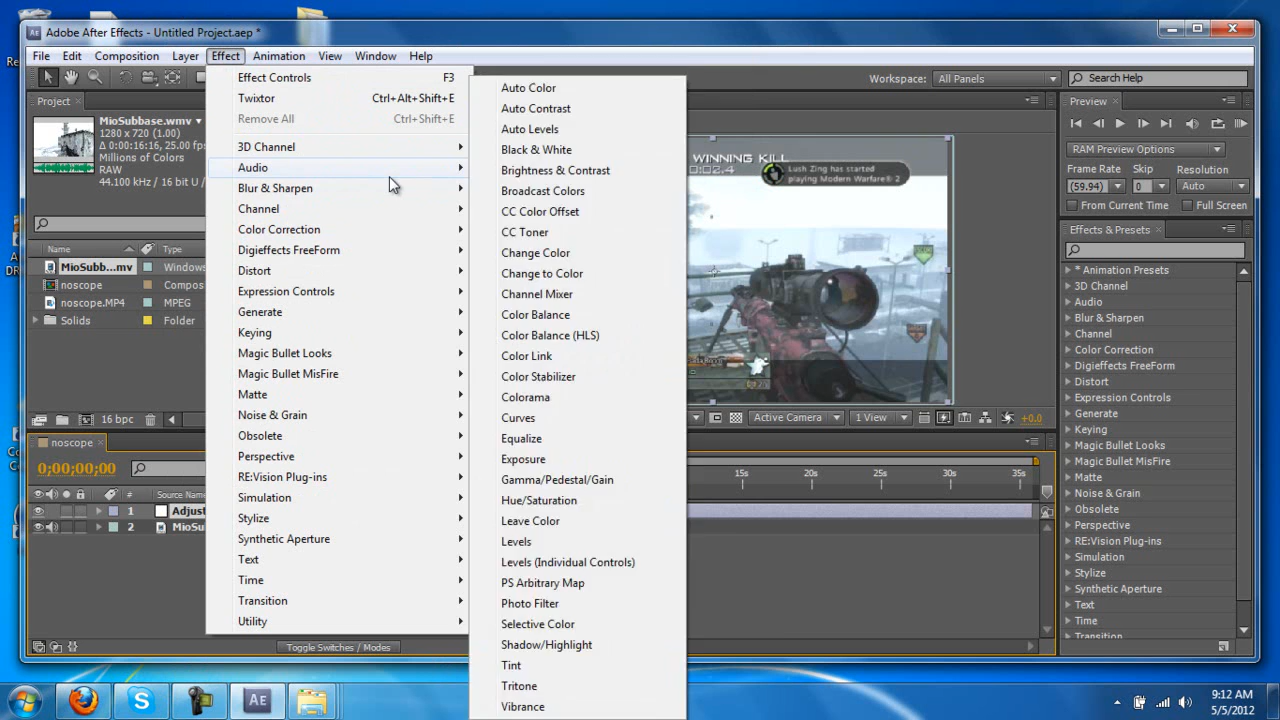 Adobe After Effects - Untitled Project.aep *
File Edit Composition Layer Effect Animation View Window Help
Workspace: All Panels Search Help
Project
MioSubbase.wmv
1280 x 720 (1.00)
Δ 0:00:16:16, 25.00 fps
Millions of Colors
RAW
44.100 kHz / 16 bit U
Name Type
MioSubb...mv Windows
noscope Compos
noscope.MP4 MPEG
Solids Folder
16 bpc
Effect Controls F3
Twixtor Ctrl+Alt+Shift+E
Remove All Ctrl+Shift+E
3D Channel
Audio
Blur & Sharpen
Channel
Color Correction
Digieffects FreeForm
Distort
Expression Controls
Generate
Keying
Magic Bullet Looks
Magic Bullet MisFire
Matte
Noise & Grain
Obsolete
Perspective
RE:Vision Plug-ins
Simulation
Stylize
Synthetic Aperture
Text
Time
Transition
Utility
Auto Color
Auto Contrast
Auto Levels
Black & White
Brightness & Contrast
Broadcast Colors
CC Color Offset
CC Toner
Change Color
Change to Color
Channel Mixer
Color Balance
Color Balance (HLS)
Color Link
Color Stabilizer
Colorama
Curves
Equalize
Exposure
Gamma/Pedestal/Gain
Hue/Saturation
Leave Color
Levels
Levels (Individual Controls)
PS Arbitrary Map
Photo Filter
Selective Color
Shadow/Highlight
Tint
Tritone
Vibrance
WINNING KILL
0:02.4
Lush Zing has started
playing Modern Warfare® 2
Active Camera 1 View +0.0
Preview
RAM Preview Options
Frame Rate Skip Resolution
(59.94) 0 Auto
From Current Time Full Screen
Effects & Presets
* Animation Presets
3D Channel
Audio
Blur & Sharpen
Channel
Color Correction
Digieffects FreeForm
Distort
Expression Controls
Generate
Keying
Magic Bullet Looks
Magic Bullet MisFire
Matte
Noise & Grain
Obsolete
Perspective
RE:Vision Plug-ins
Simulation
Stylize
Synthetic Aperture
Text
Time
Transition
noscope
0;00;00;00
# Source Name
1 Adjust
2 MioSu
15s 20s 25s 30s 35s
Toggle Switches / Modes
9:12 AM
5/5/2012